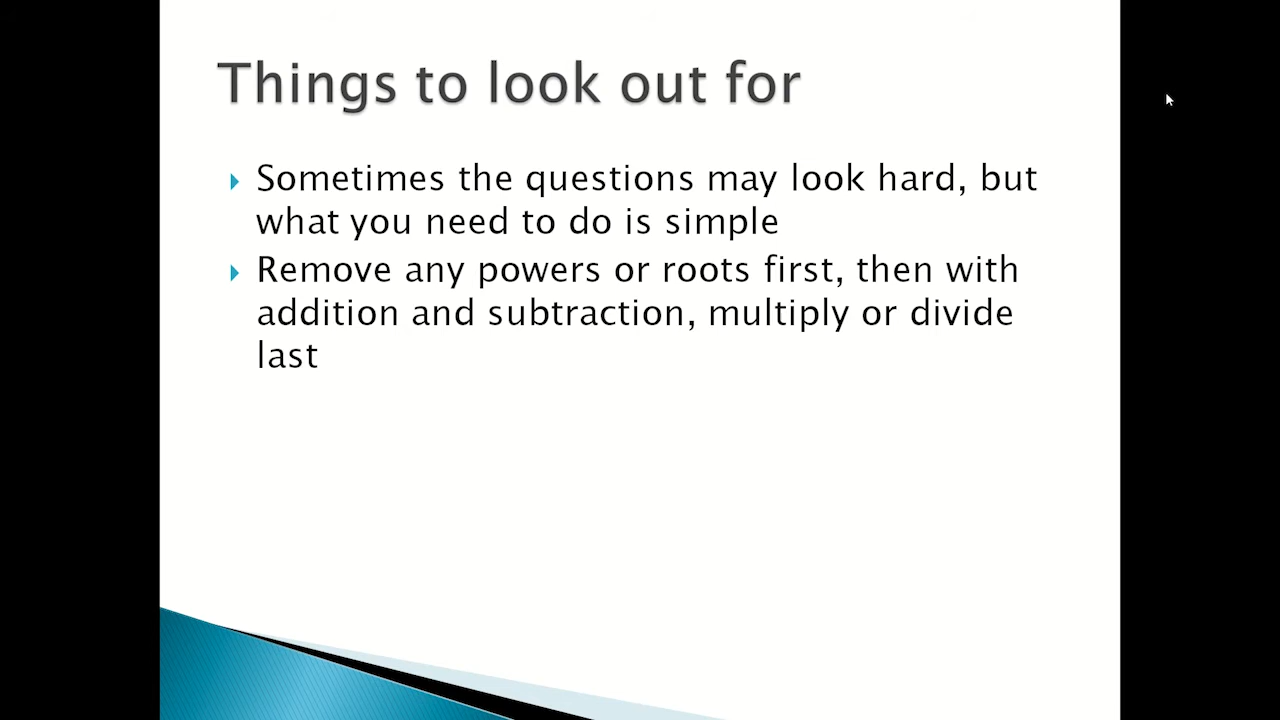 Things to look out for
Sometimes the questions may look hard, but
what you need to do is simple
Remove any powers or roots first, then with
addition and subtraction, multiply or divide
last